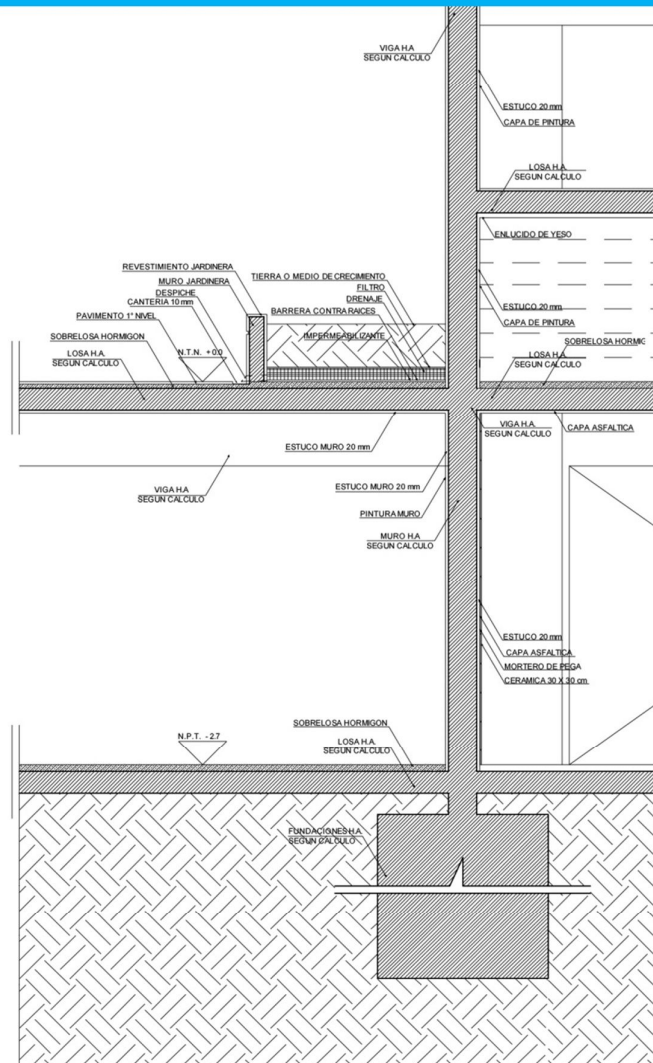 VIGA H.A
SEGUN CALCULO
ESTUCO 20 mm
CAPA DE PINTURA
LOSA H.A.
SEGUN CALCULO
ENLUCIDO DE YESO
REVESTIMIENTO JARDINERA
MURO JARDINERA
DESPICHE
CANTERIA 10 mm
PAVIMENTO 1° NIVEL
SOBRELOSA HORMIGON
LOSA H.A.
SEGUN CALCULO
N.T.N. +0.0
TIERRA O MEDIO DE CRECIMIENTO
FILTRO
DRENAJE
BARRERA CONTRA RAICES
IMPERMEABILIZANTE
ESTUCO 20 mm
CAPA DE PINTURA
SOBRELOSA HORMIG
LOSA H.A.
SEGUN CALCULO
VIGA H.A.
SEGUN CALCULO
CAPA ASFALTICA
ESTUCO MURO 20 mm
VIGA H.A
SEGUN CALCULO
ESTUCO MURO 20 mm
PINTURA MURO
MURO H.A
SEGUN CALCULO
ESTUCO 20 mm
CAPA ASFALTICA
MORTERO DE PEGA
CERAMICA 30 X 30 cm
SOBRELOSA HORMIGON
LOSA H.A.
SEGUN CALCULO
N.P.T. -2.7
FUNDACIONES H.A.
SEGUN CALCULO